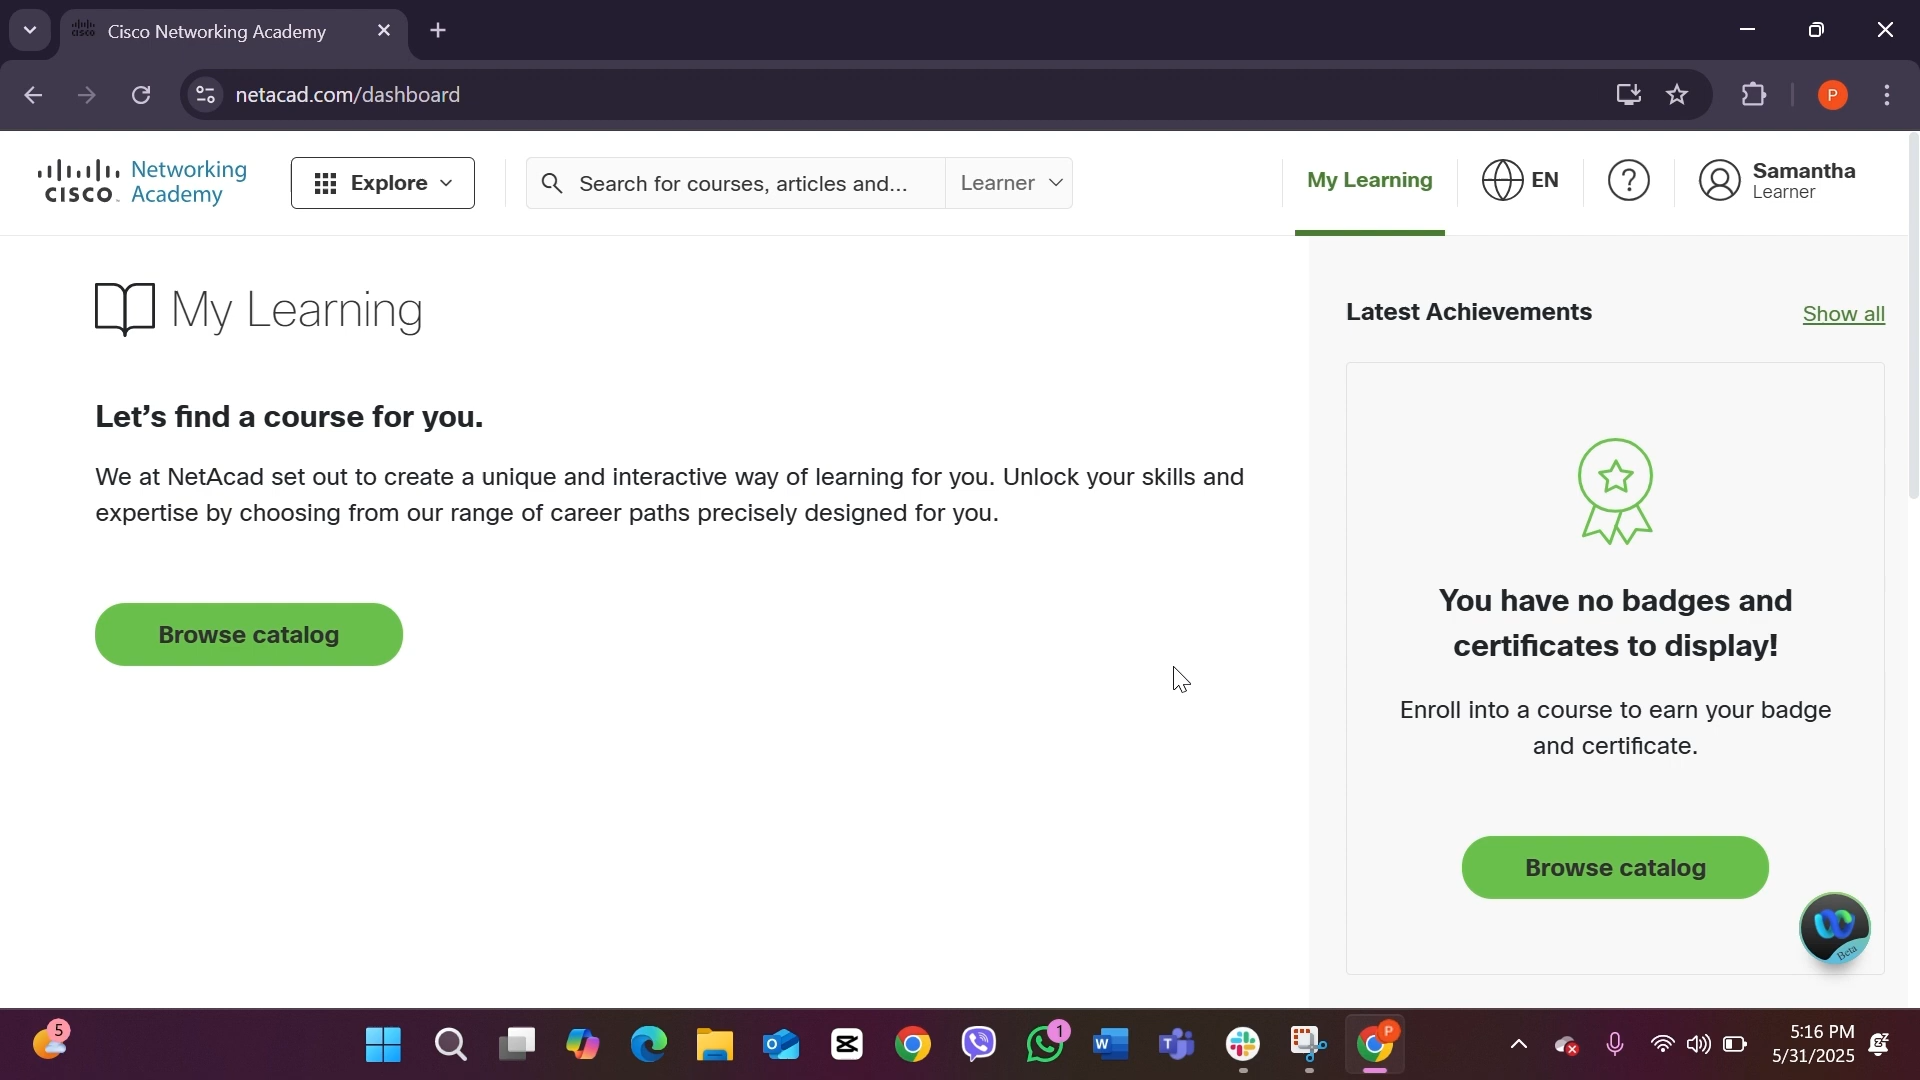 Cisco Networking Academy
netacad.com/dashboard
P
CISCO Networking Academy
Explore
Search for courses, articles and...
Learner
My Learning
EN
?
Samantha
Learner
My Learning
Latest Achievements
Show all
Let’s find a course for you.
We at NetAcad set out to create a unique and interactive way of learning for you. Unlock your skills and
expertise by choosing from our range of career paths precisely designed for you.
Browse catalog
You have no badges and
certificates to display!
Enroll into a course to earn your badge
and certificate.
Browse catalog
Beta
5
1
P
5:16 PM
5/31/2025